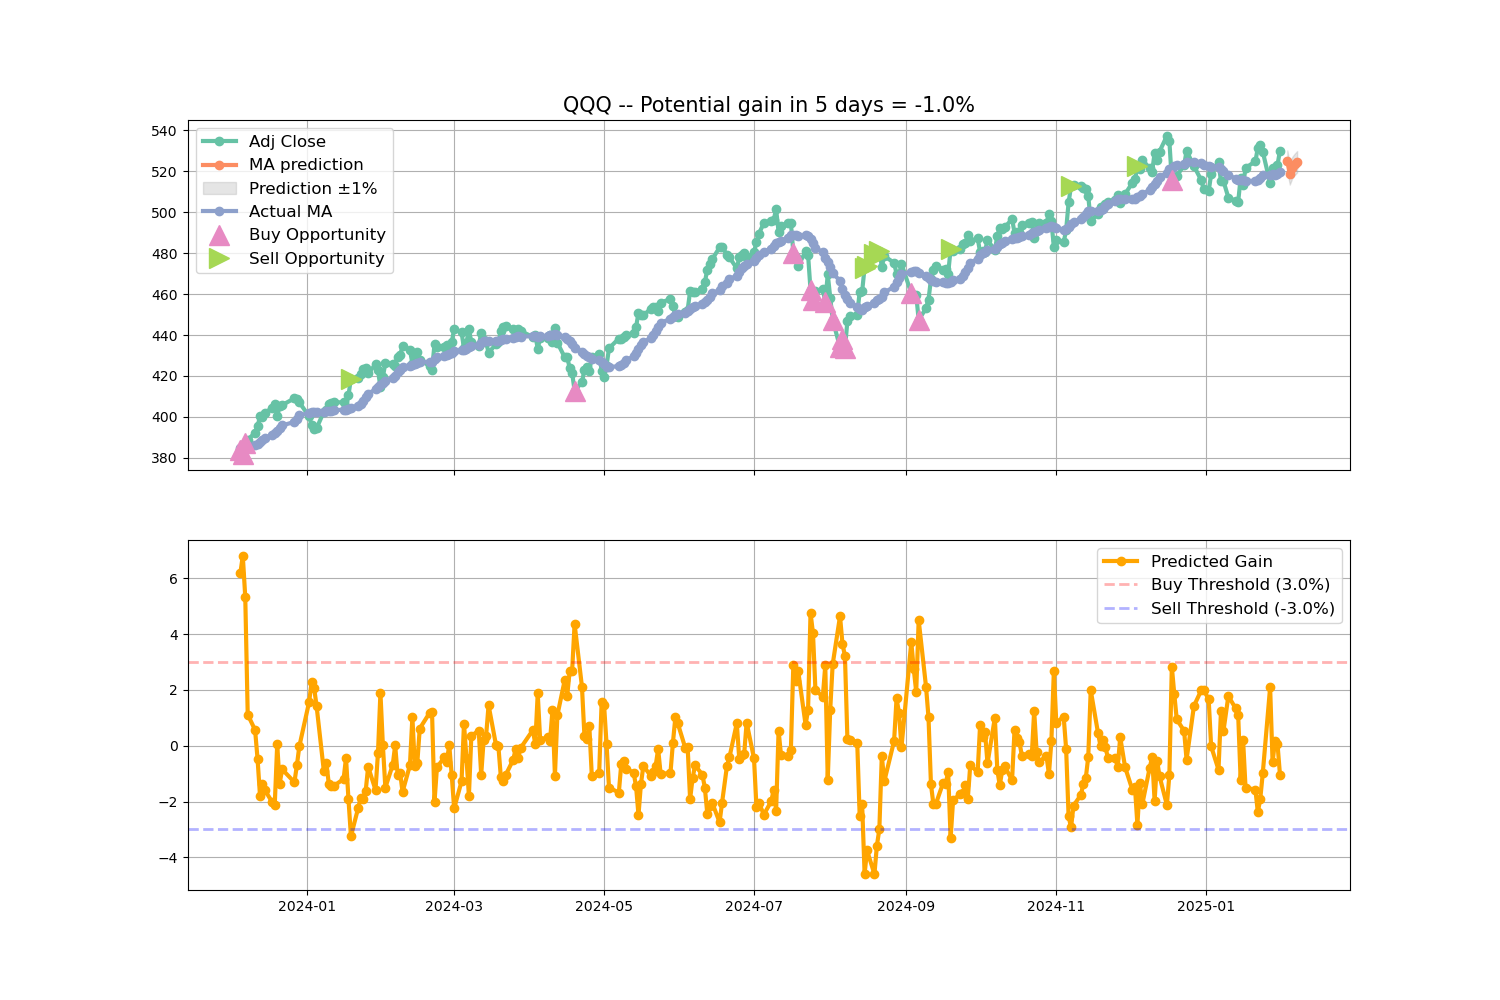 QQQ -- Potential gain in 5 days = -1.0%
540
520
500
480
460
440
420
400
380
Adj Close
MA prediction
Prediction ±1%
Actual MA
Buy Opportunity
Sell Opportunity
6
4
2
0
−2
−4
Predicted Gain
Buy Threshold (3.0%)
Sell Threshold (-3.0%)
2024-01 2024-03 2024-05 2024-07 2024-09 2024-11 2025-01